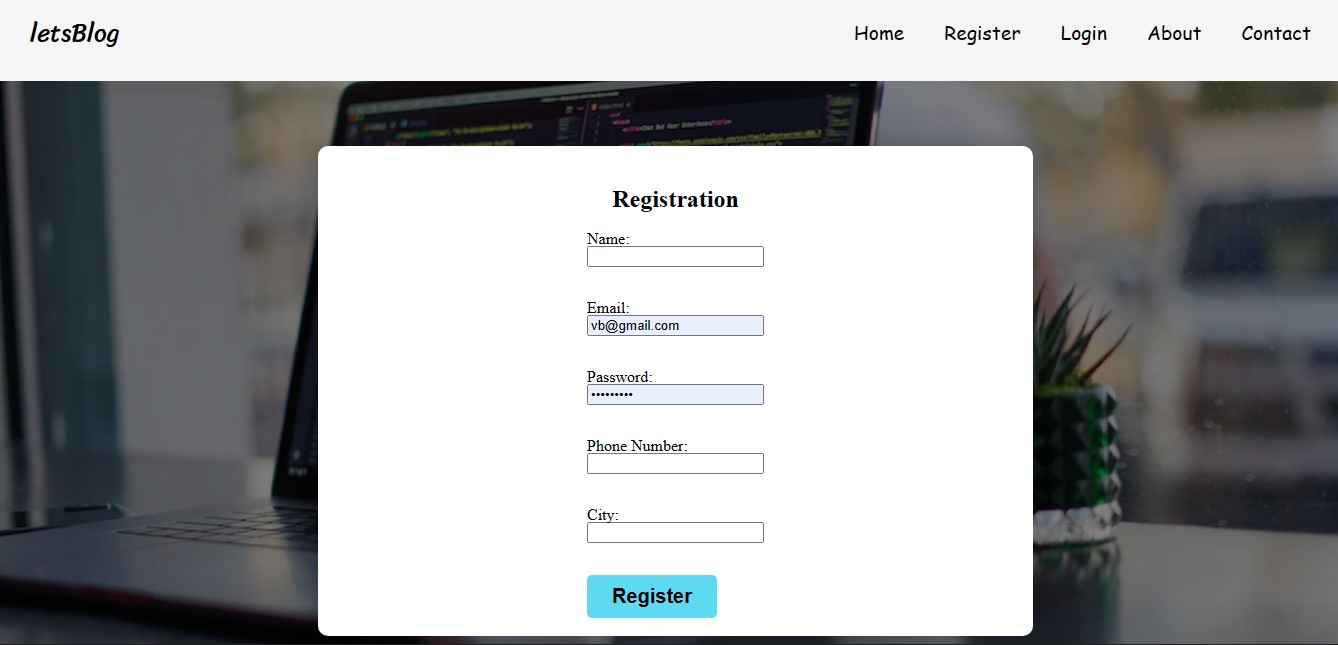 letsBlog
Home Register Login About Contact
Registration
Name:
Email:
vb@gmail.com
Password:
•••••••••
Phone Number:
City:
Register